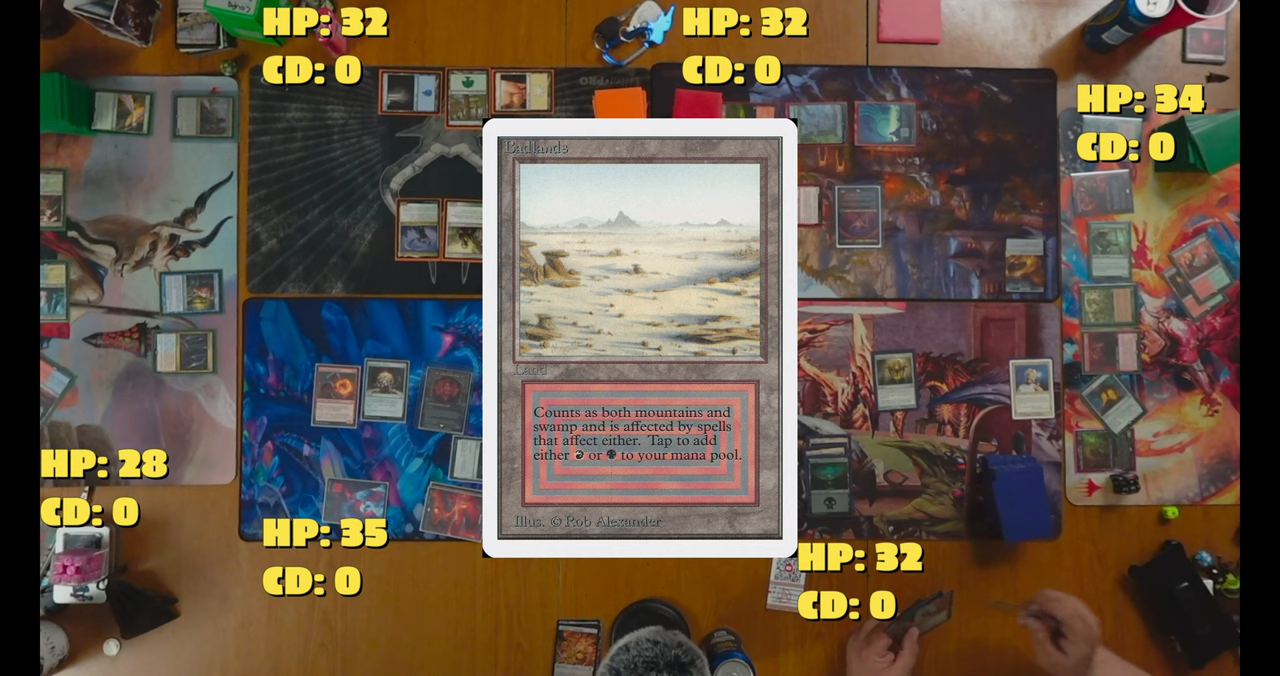 HP: 32
CD: 0
HP: 32
CD: 0
HP: 34
CD: 0
Badlands
Land
Counts as both mountains and
swamp and is affected by spells
that affect either. Tap to add
either or to your mana pool.
Illus. © Rob Alexander
HP: 28
CD: 0
HP: 35
CD: 0
HP: 32
CD: 0